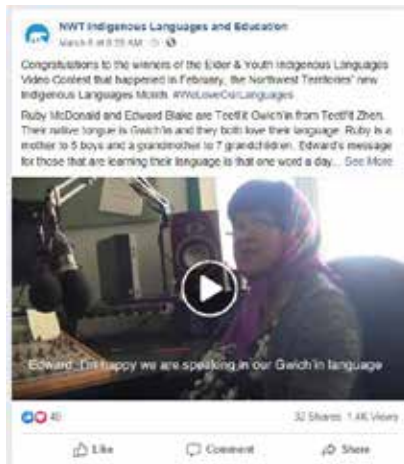 NWT Indigenous Languages and Education
March 6 at 8:35 AM
Congratulations to the winners of the Elder & Youth Indigenous Languages
Video Contest that happened in February, the Northwest Territories' new
Indigenous Languages Month. #WeLoveOurLanguages
Ruby McDonald and Edward Blake are Teetł'it Gwich'in from Teetł'it Zheh.
Their native tongue is Gwich'in and they both love their language. Ruby is a
mother to 5 boys and a grandmother to 7 grandchildren. Edward's message
for those that are learning their language is that one word a day... See More
Edward, I'm happy we are speaking in our Gwich'in language
32 Shares 1.4K Views
Like Comment Share